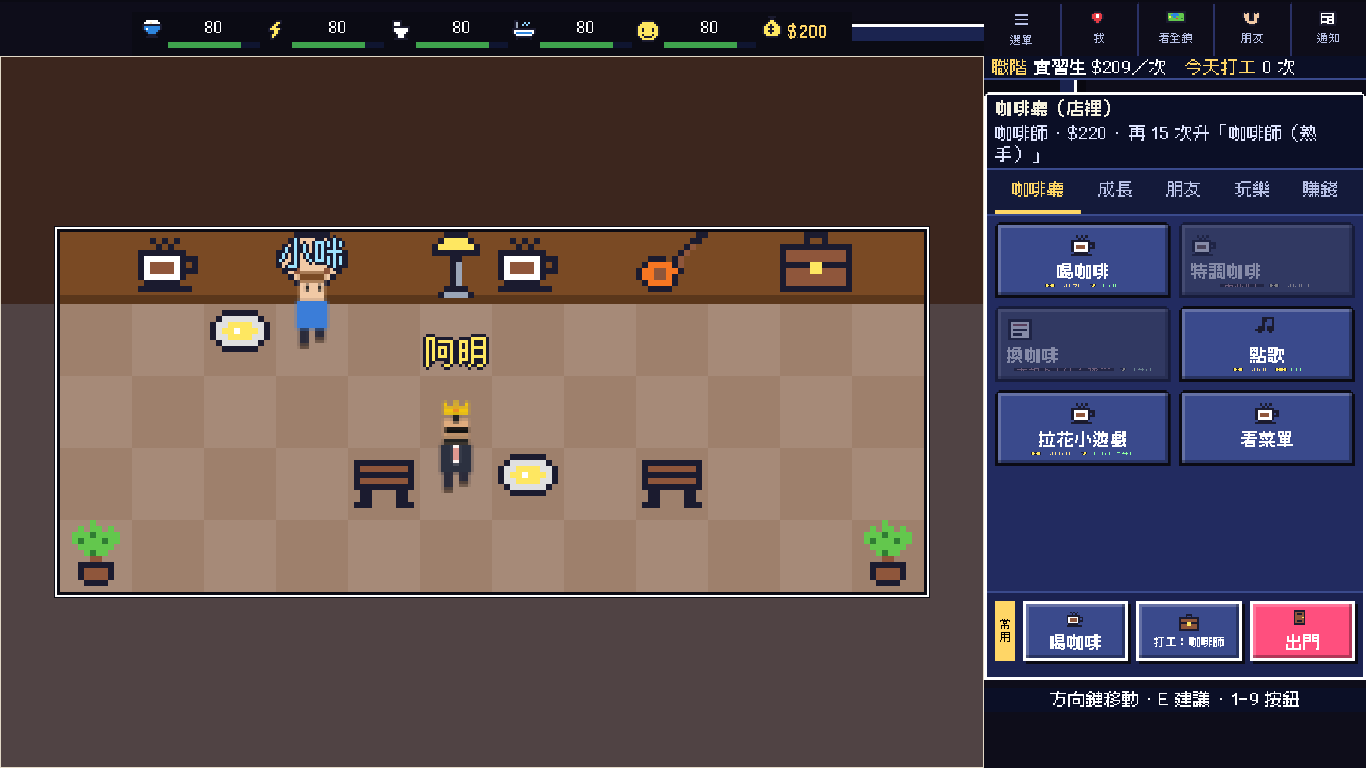 80
80
80
80
80
$200
選單
我
看全鎮
朋友
通知
職階 實習生 $209／次 今天打工 0 次
咖啡廳（店裡）
咖啡師 · $220 · 再 15 次升「咖啡師（熟
手）」
咖啡廳
成長
朋友
玩樂
賺錢
小咪
阿明
喝咖啡
特調咖啡
換咖啡
點歌
拉花小遊戲
看菜單
常用
喝咖啡
打工：咖啡師
出門
方向鍵移動 · E 建議 · 1-9 按鈕